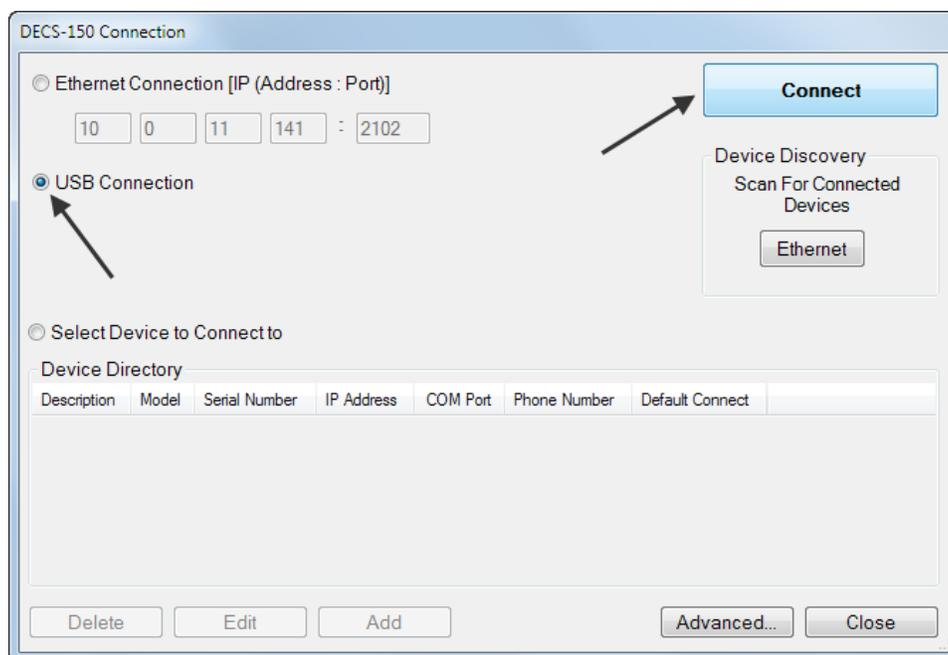 DECS-150 Connection
Ethernet Connection [IP (Address : Port)]
10 0 11 141 : 2102
Connect
USB Connection
Device Discovery
Scan For Connected
Devices
Ethernet
Select Device to Connect to
Device Directory
Description Model Serial Number IP Address COM Port Phone Number Default Connect
Delete Edit Add Advanced... Close